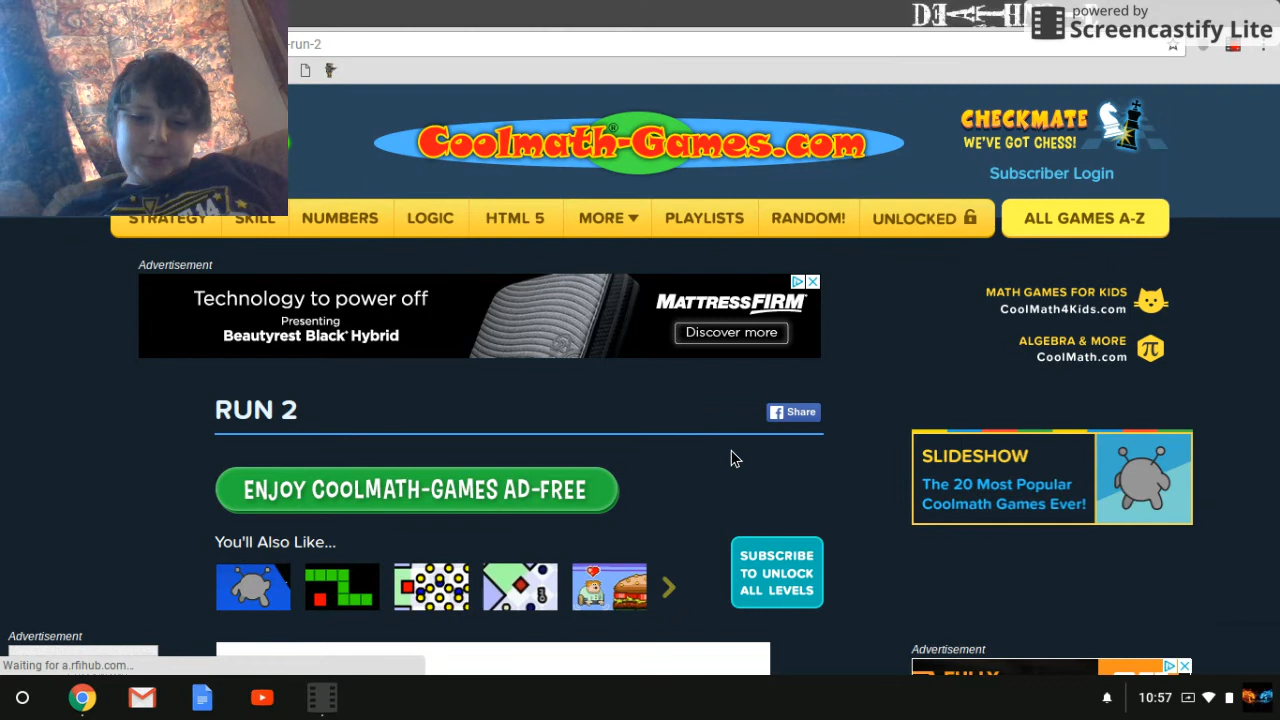 powered by
Screencastify Lite
-run-2
Coolmath-Games.com
CHECKMATE
WE'VE GOT CHESS!
Subscriber Login
STRATEGY SKILL NUMBERS LOGIC HTML 5 MORE PLAYLISTS RANDOM! UNLOCKED ALL GAMES A-Z
Advertisement
Technology to power off
Presenting
Beautyrest Black® Hybrid
MATTRESSFIRM
Discover more
MATH GAMES FOR KIDS
CoolMath4Kids.com
ALGEBRA & MORE
CoolMath.com
RUN 2
Share
SLIDESHOW
The 20 Most Popular
Coolmath Games Ever!
ENJOY COOLMATH-GAMES AD-FREE
You'll Also Like...
SUBSCRIBE
TO UNLOCK
ALL LEVELS
Advertisement
Advertisement
Waiting for a.rfihub.com...
10:57